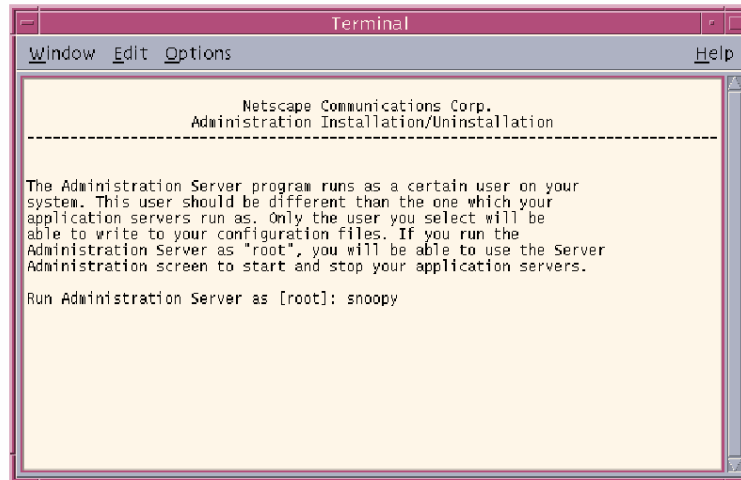 Terminal
Window Edit Options Help
Netscape Communications Corp.
Administration Installation/Uninstallation
--------------------------------------------------------------------------------
The Administration Server program runs as a certain user on your
system. This user should be different than the one which your
application servers run as. Only the user you select will be
able to write to your configuration files. If you run the
Administration Server as "root", you will be able to use the Server
Administration screen to start and stop your application servers.
Run Administration Server as [root]: snoopy